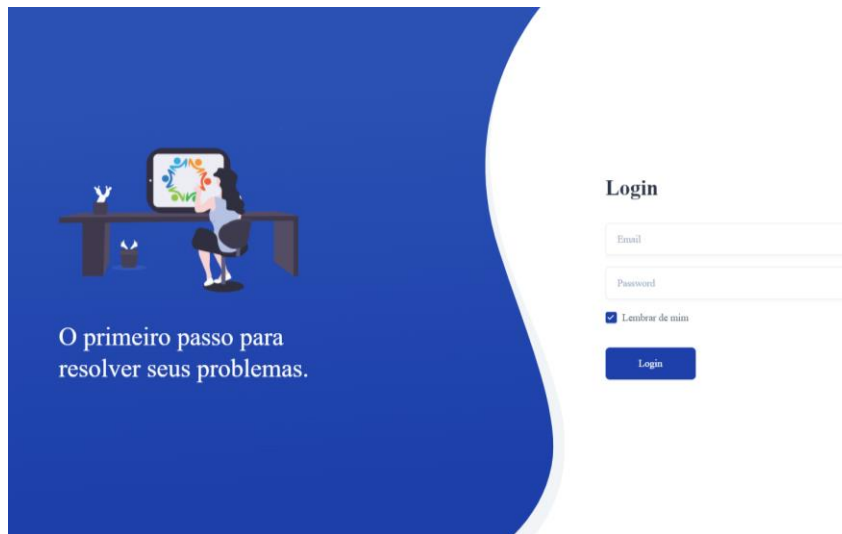 O primeiro passo para
resolver seus problemas.
Login
Email
Password
Lembrar de mim
Login